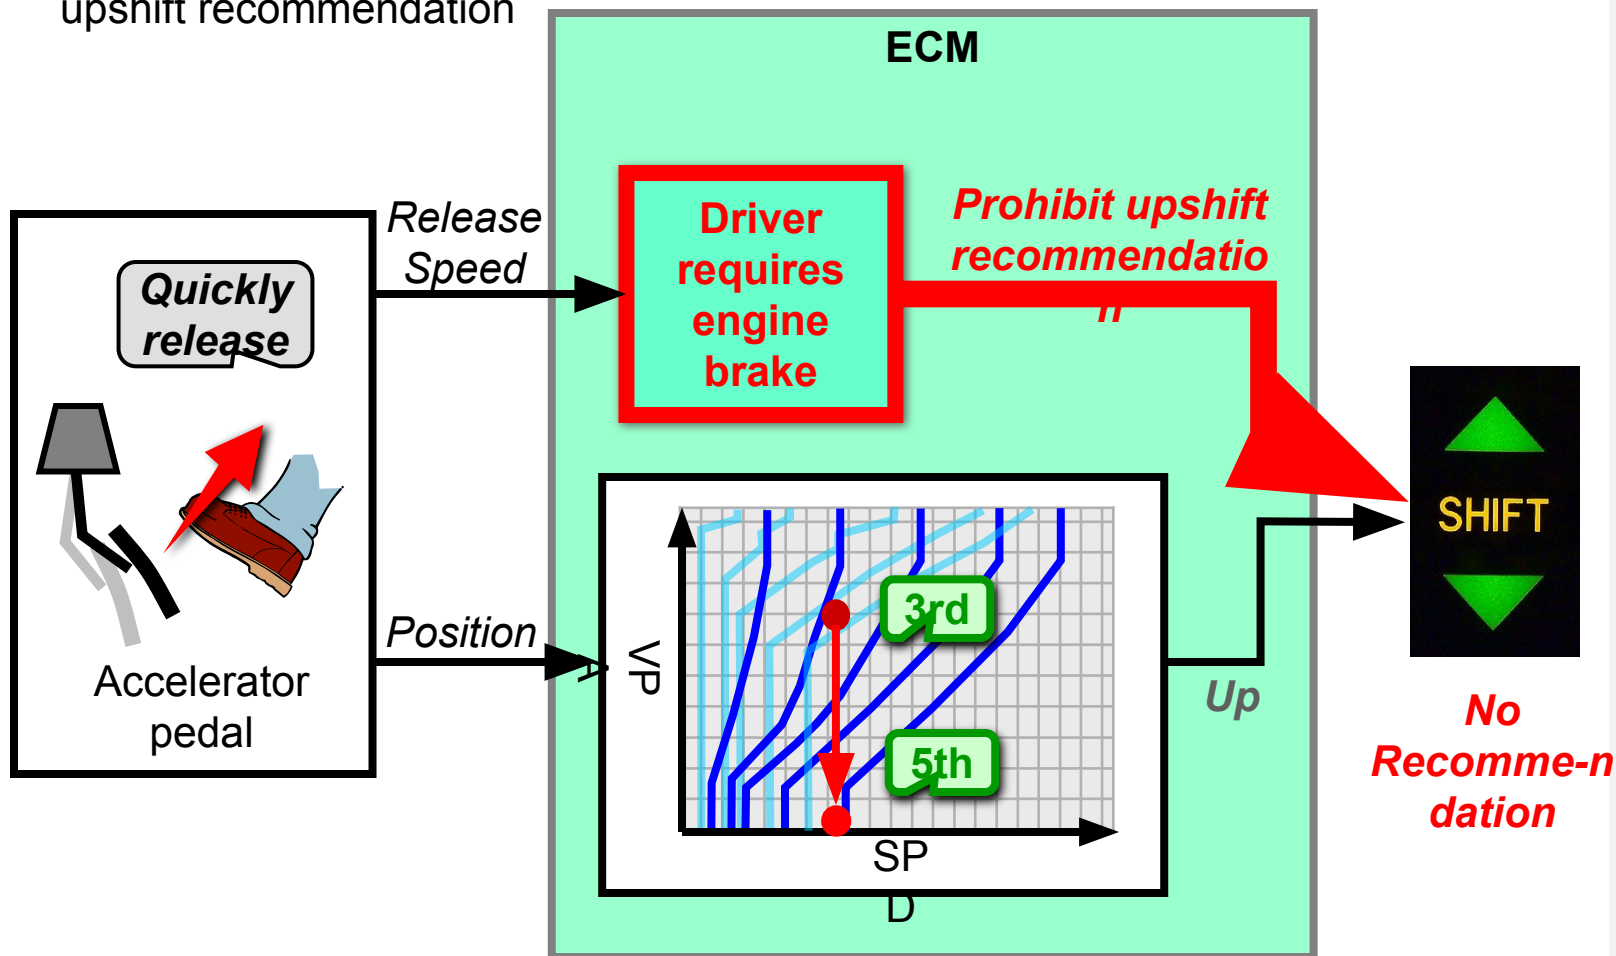 upshift recommendation
ECM
Release
Speed
Driver
requires
engine
brake
Prohibit upshift
recommendatio
n
Quickly
release
SHIFT
Position
Accelerator
pedal
VP
A
3rd
5th
SP
D
Up
No
Recomme-n
dation